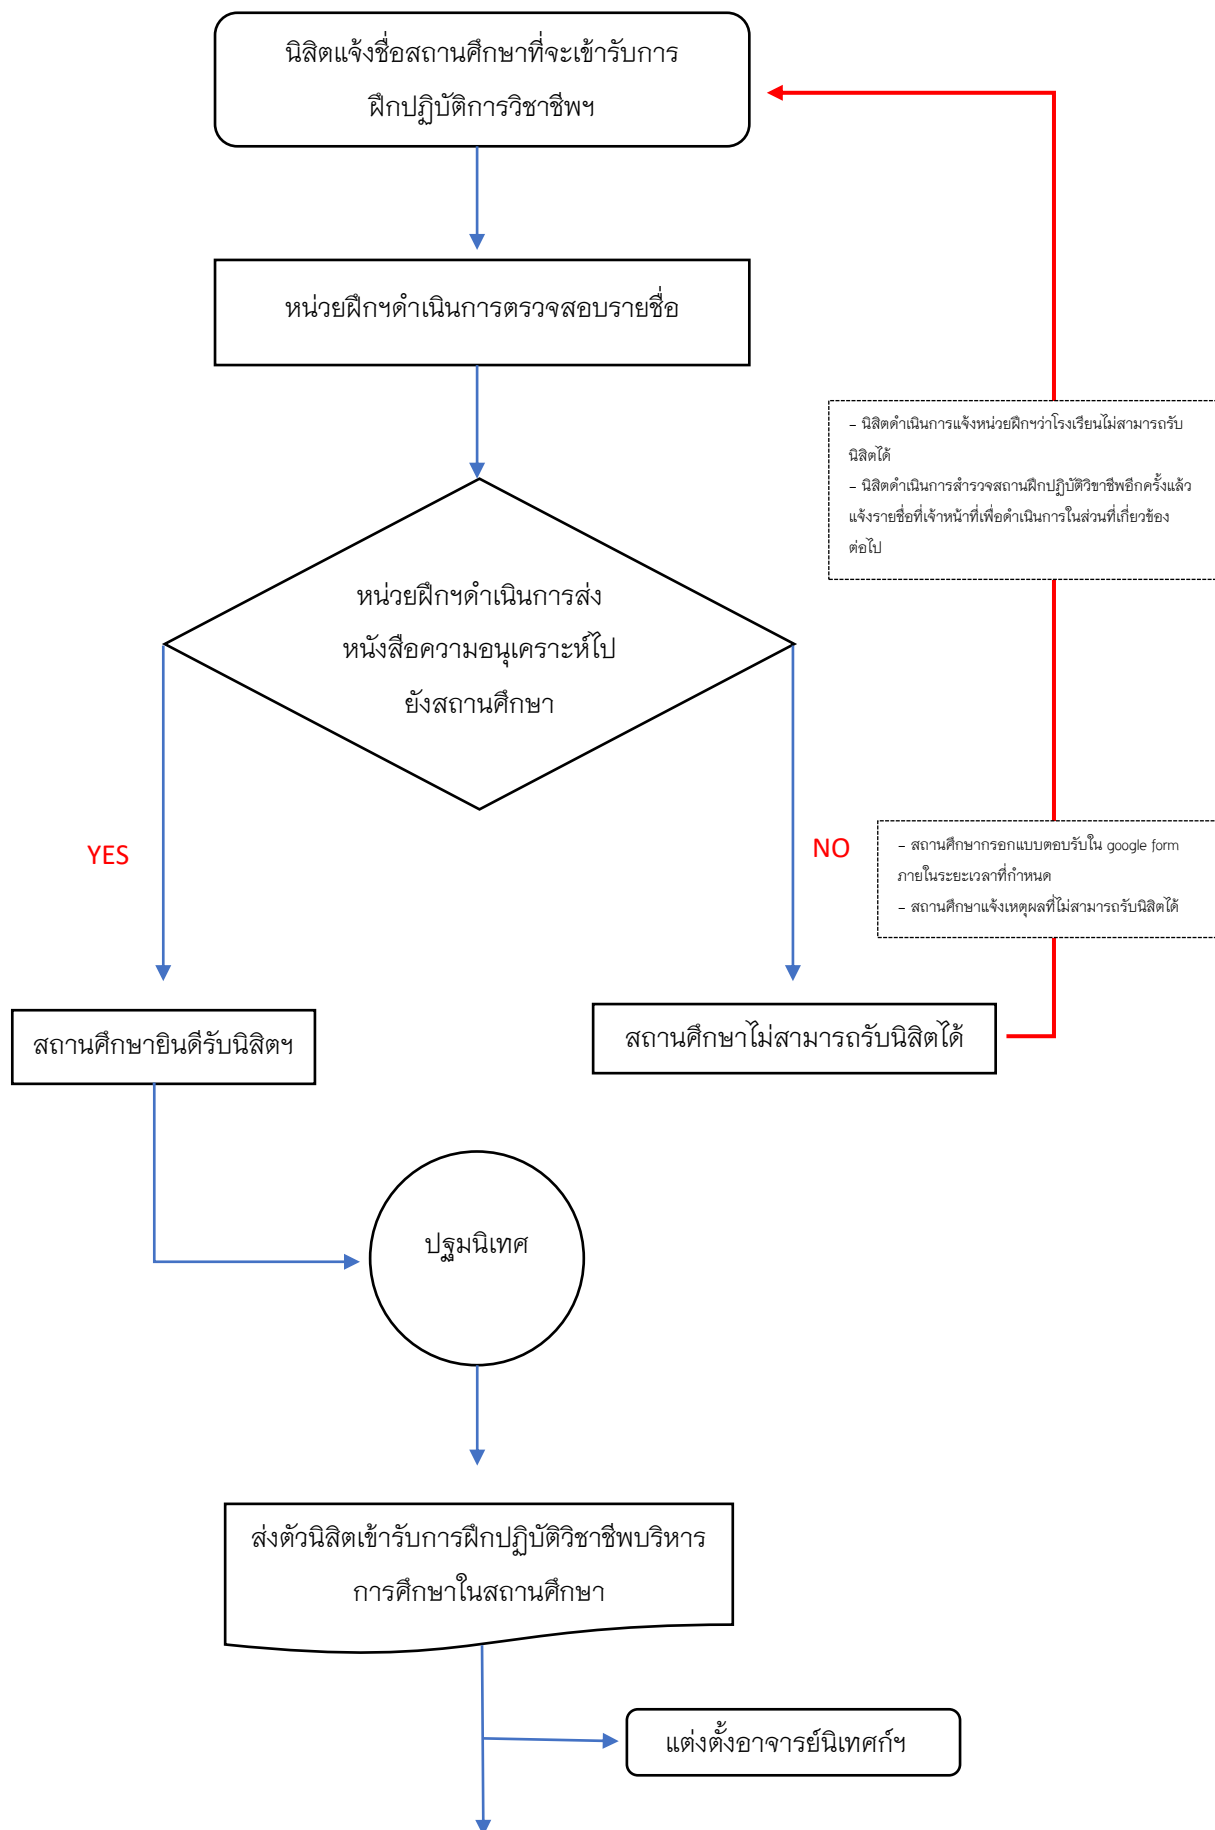 นิสิตแจ้งชื่อสถานศึกษาที่จะเข้ารับการ
ฝึกปฏิบัติการวิชาชีพฯ
หน่วยฝึกฯดำเนินการตรวจสอบรายชื่อ
– นิสิตดำเนินการแจ้งหน่วยฝึกฯว่าโรงเรียนไม่สามารถรับ
นิสิตได้
– นิสิตดำเนินการสำรวจสถานฝึกปฏิบัติวิชาชีพอีกครั้งแล้ว
แจ้งรายชื่อที่เจ้าหน้าที่เพื่อดำเนินการในส่วนที่เกี่ยวข้อง
ต่อไป
หน่วยฝึกฯดำเนินการส่ง
หนังสือความอนุเคราะห์ไป
ยังสถานศึกษา
YES
NO
– สถานศึกษากรอกแบบตอบรับใน google form
ภายในระยะเวลาที่กำหนด
– สถานศึกษาแจ้งเหตุผลที่ไม่สามารถรับนิสิตได้
สถานศึกษายินดีรับนิสิตฯ
สถานศึกษาไม่สามารถรับนิสิตได้
ปฐมนิเทศ
ส่งตัวนิสิตเข้ารับการฝึกปฏิบัติวิชาชีพบริหาร
การศึกษาในสถานศึกษา
แต่งตั้งอาจารย์นิเทศก์ฯ